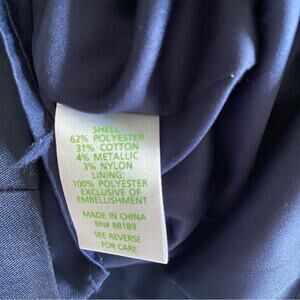 SHELL:
62% POLYESTER
31% COTTON
4% METALLIC
3% NYLON
LINING:
100% POLYESTER
EXCLUSIVE OF
EMBELLISHMENT
MADE IN CHINA
RN# 88189
SEE REVERSE
FOR CARE